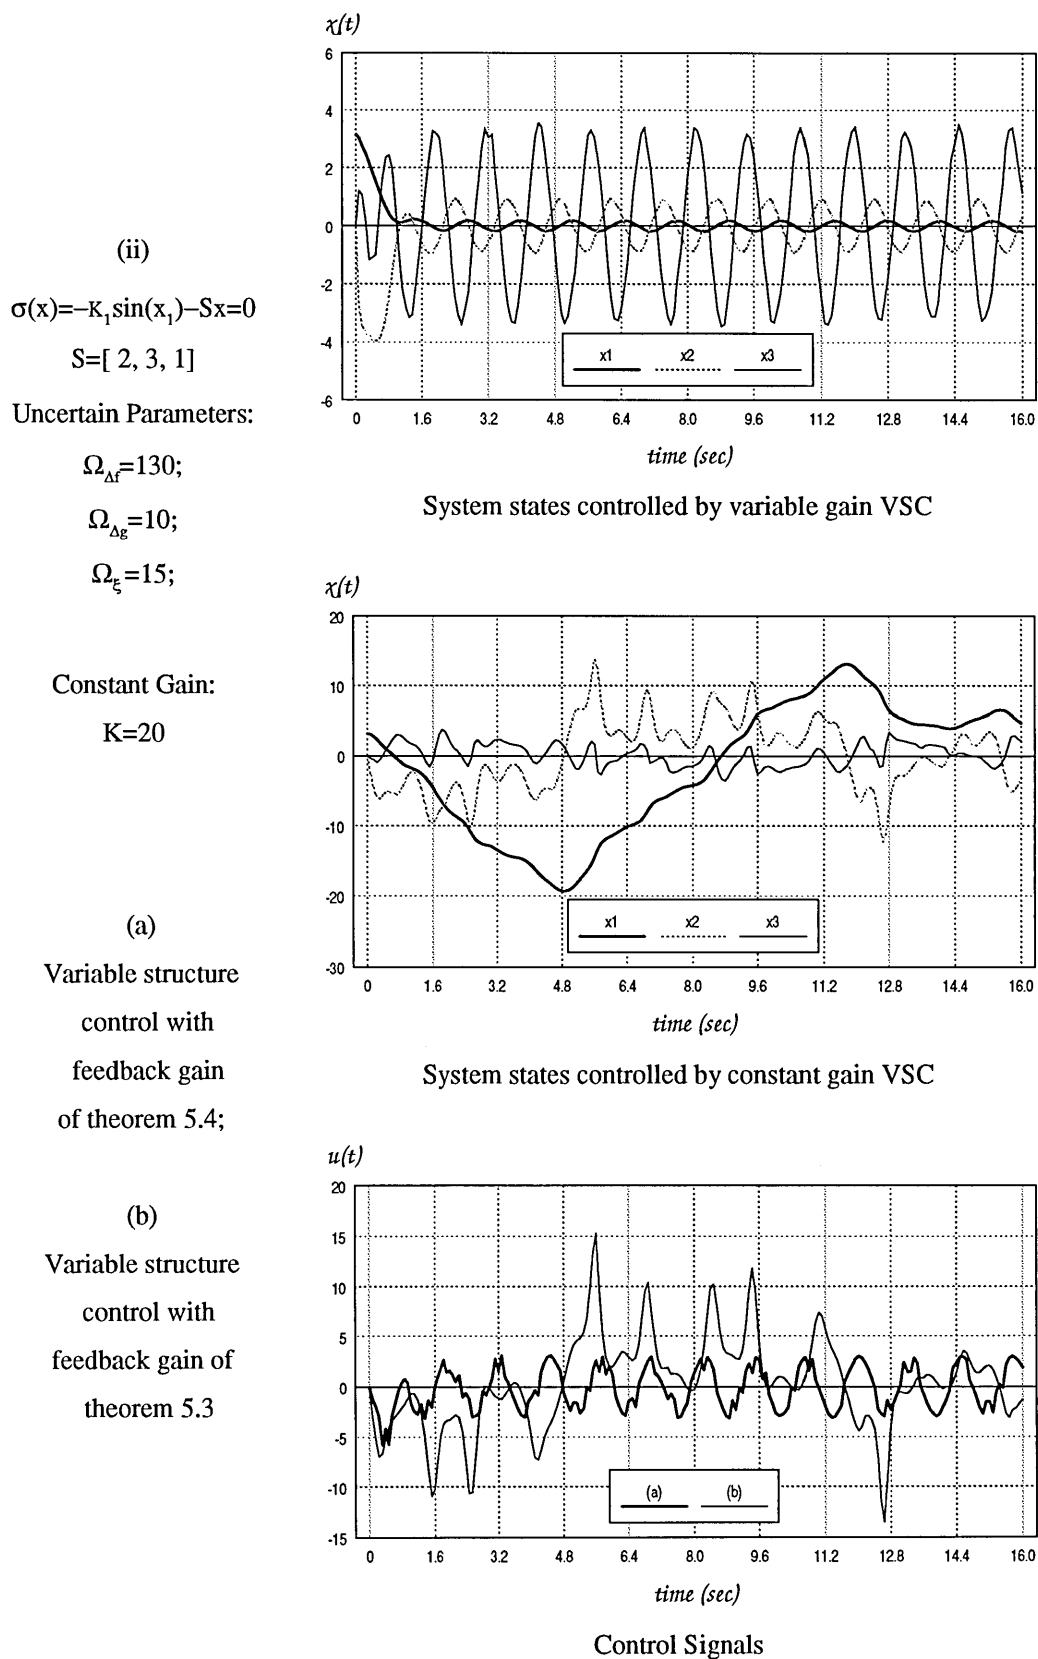 (ii)
σ(x)=−K₁sin(x₁)−Sx=0
S=[ 2, 3, 1]
Uncertain Parameters:
Ω_Δf=130;
Ω_Δg=10;
Ω_ξ=15;
Constant Gain:
K=20
(a)
Variable structure
control with
feedback gain
of theorem 5.4;
(b)
Variable structure
control with
feedback gain of
theorem 5.3
x(t)
6
4
2
0
-2
-4
-6
x1 x2 x3
0 1.6 3.2 4.8 6.4 8.0 9.6 11.2 12.8 14.4 16.0
time (sec)
System states controlled by variable gain VSC
x(t)
20
10
0
-10
-20
-30
x1 x2 x3
0 1.6 3.2 4.8 6.4 8.0 9.6 11.2 12.8 14.4 16.0
time (sec)
System states controlled by constant gain VSC
u(t)
20
15
10
5
0
-5
-10
-15
(a) (b)
0 1.6 3.2 4.8 6.4 8.0 9.6 11.2 12.8 14.4 16.0
time (sec)
Control Signals